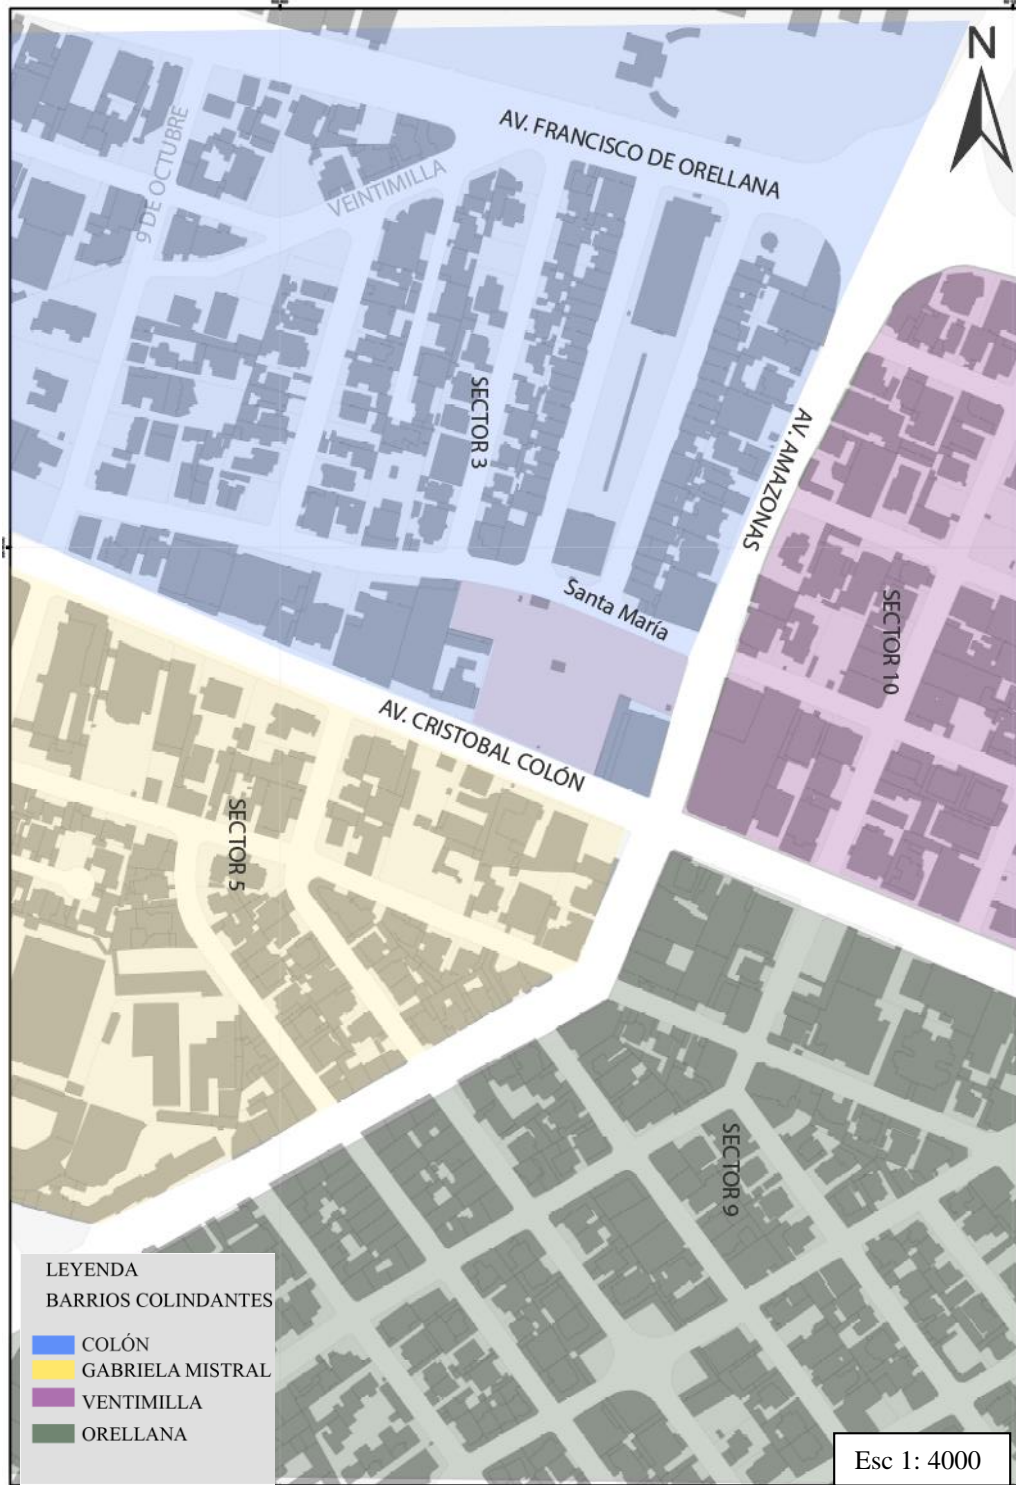 N
AV. FRANCISCO DE ORELLANA
9 DE OCTUBRE
VEINTIMILLA
SECTOR 3
AV. AMAZONAS
Santa María
SECTOR 10
AV. CRISTOBAL COLÓN
SECTOR 5
SECTOR 9
LEYENDA
BARRIOS COLINDANTES
COLÓN
GABRIELA MISTRAL
VENTIMILLA
ORELLANA
Esc 1: 4000